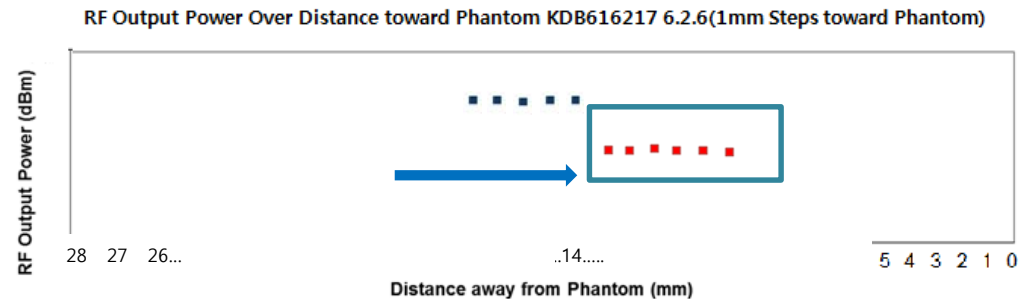 RF Output Power Over Distance toward Phantom KDB616217 6.2.6(1mm Steps toward Phantom)
RF Output Power (dBm)
28 27 26... ..14..... 5 4 3 2 1 0
Distance away from Phantom (mm)